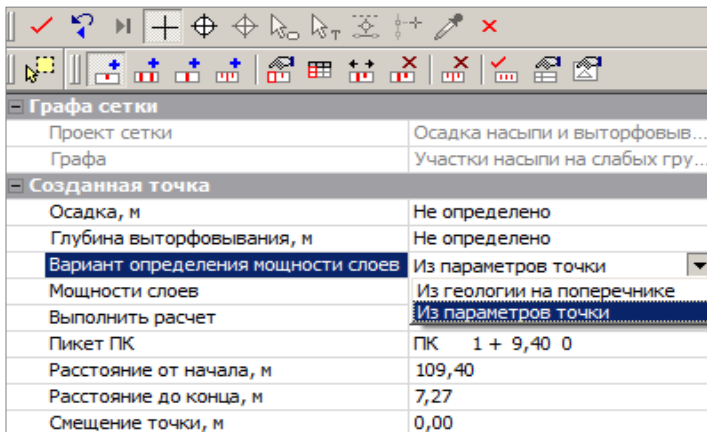 Графа сетки
Проект сетки Осадка насыпи и выторфовыв...
Графа Участки насыпи на слабых гру...
Созданная точка
Осадка, м Не определено
Глубина выторфовывания, м Не определено
Вариант определения мощности слоев Из параметров точки
Мощности слоев Из геологии на поперечнике
Выполнить расчет Из параметров точки
Пикет ПК ПК 1 + 9,40 0
Расстояние от начала, м 109,40
Расстояние до конца, м 7,27
Смещение точки, м 0,00